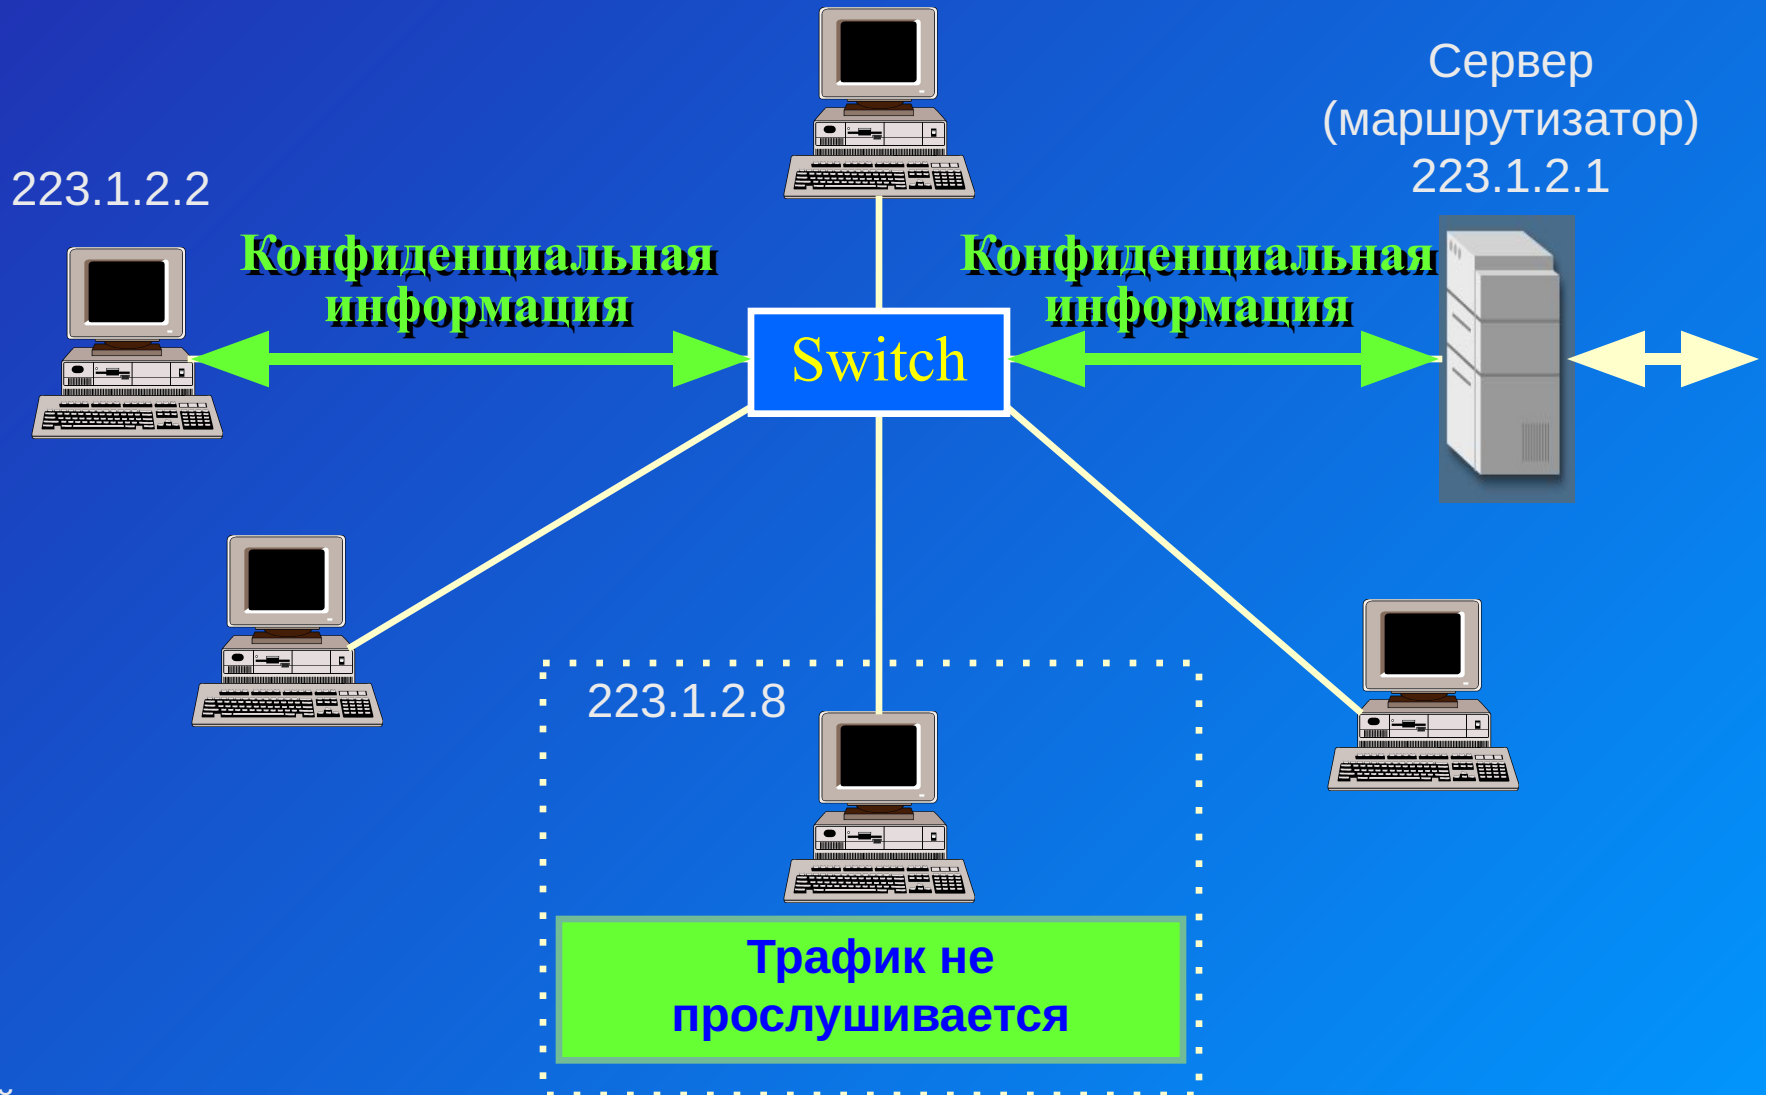 Сервер
(маршрутизатор)
223.1.2.1
223.1.2.2
Конфиденциальная
информация
Конфиденциальная
информация
Switch
223.1.2.8
Трафик не
прослушивается